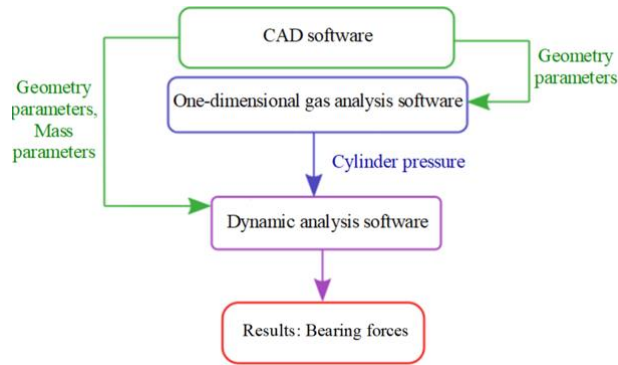 CAD software
Geometry
parameters
Geometry
parameters,
Mass
parameters
One-dimensional gas analysis software
Cylinder pressure
Dynamic analysis software
Results: Bearing forces